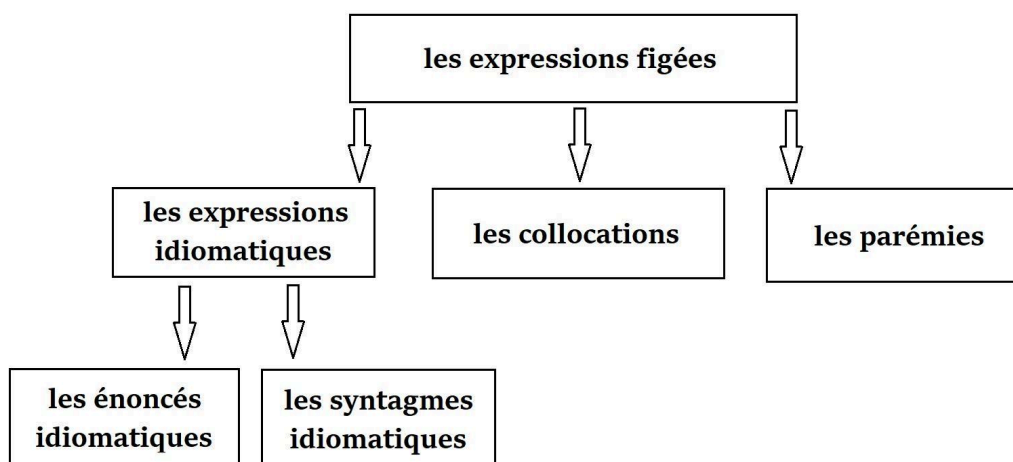 les expressions figées
les expressions
idiomatiques
les collocations
les parémies
les énoncés
idiomatiques
les syntagmes
idiomatiques